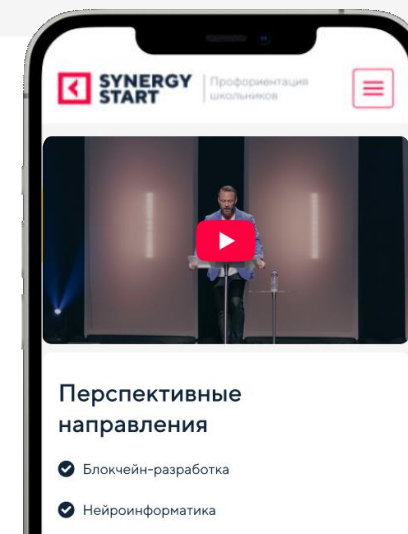 SYNERGY
START
Профориентация
школьников
Перспективные
направления
Блокчейн-разработка
Нейроинформатика